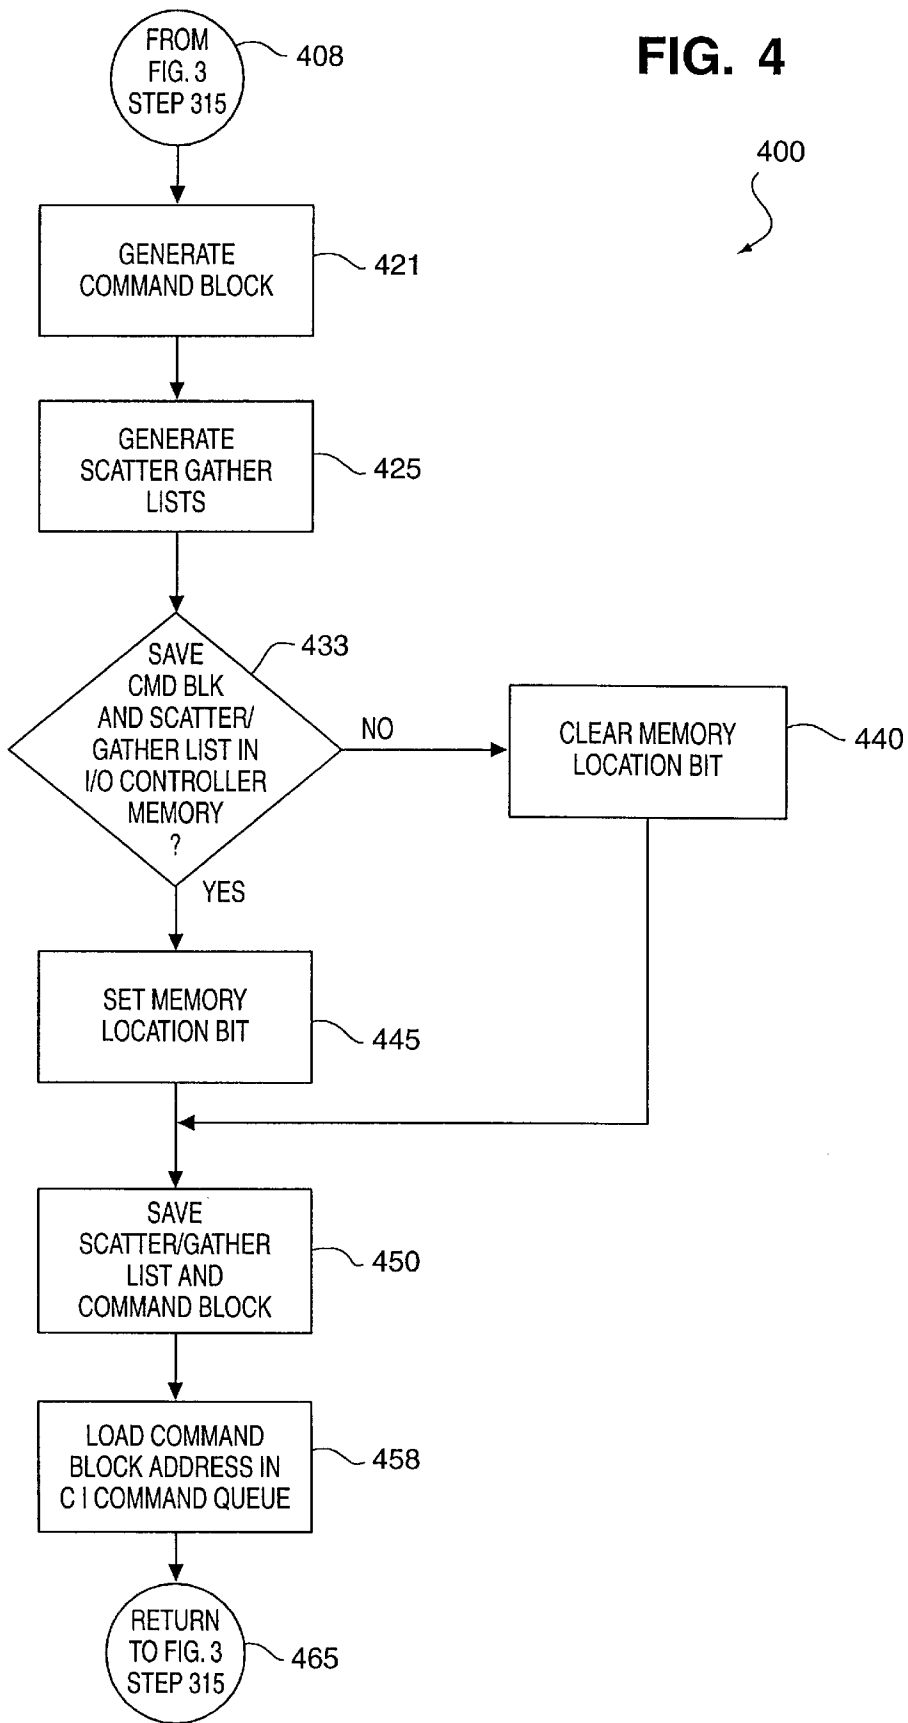 FIG. 4
400
FROM
FIG. 3
STEP 315
408
GENERATE
COMMAND BLOCK
421
GENERATE
SCATTER GATHER
LISTS
425
SAVE
CMD BLK
AND SCATTER/
GATHER LIST IN
I/O CONTROLLER
MEMORY
?
433
NO
CLEAR MEMORY
LOCATION BIT
440
YES
SET MEMORY
LOCATION BIT
445
SAVE
SCATTER/GATHER
LIST AND
COMMAND BLOCK
450
LOAD COMMAND
BLOCK ADDRESS IN
C I COMMAND QUEUE
458
RETURN
TO FIG. 3
STEP 315
465